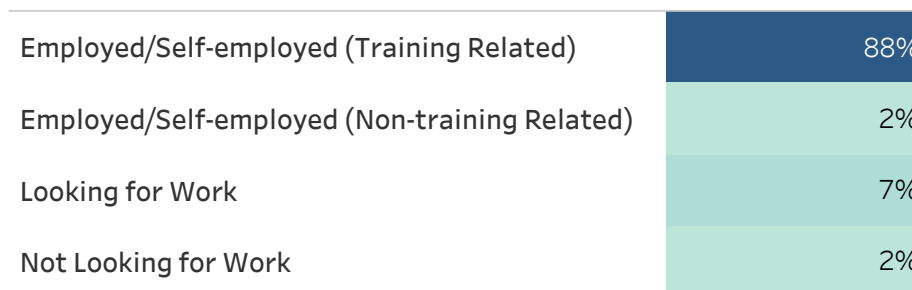 Employed/Self-employed (Training Related) 88%
Employed/Self-employed (Non-training Related) 2%
Looking for Work 7%
Not Looking for Work 2%